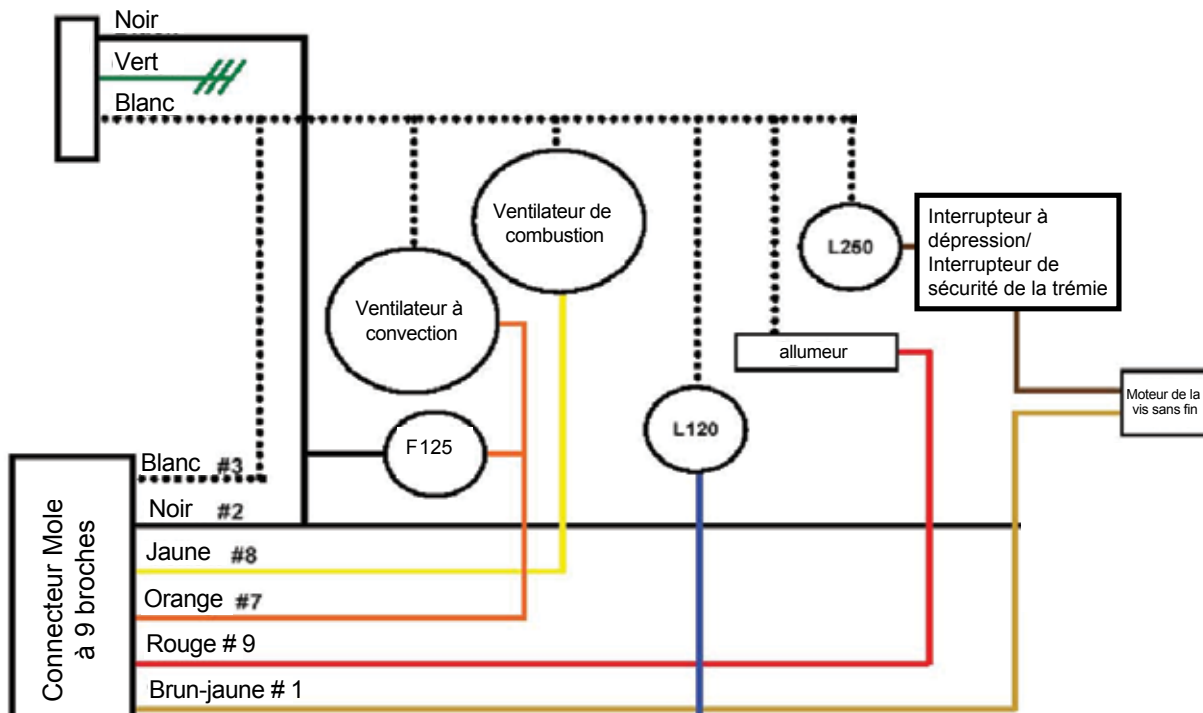 Noir
Vert
Blanc
Ventilateur de
combustion
Ventilateur à
convection
L250
Interrupteur à
dépression/
Interrupteur de
sécurité de la trémie
allumeur
Moteur de la
vis sans fin
L120
F125
Connecteur Mole
à 9 broches
Blanc #3
Noir #2
Jaune #8
Orange #7
Rouge # 9
Brun-jaune # 1